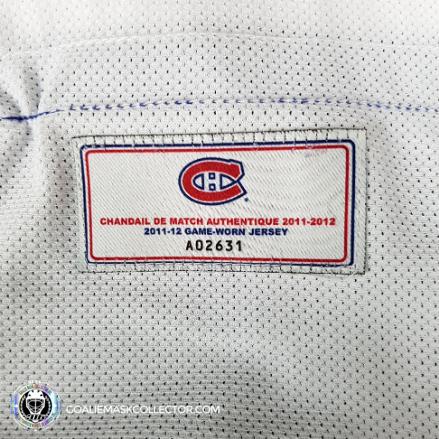 CHANDAIL DE MATCH AUTHENTIQUE 2011-2012
2011-12 GAME-WORN JERSEY
A02631
GOALIEMASKCOLLECTOR.COM